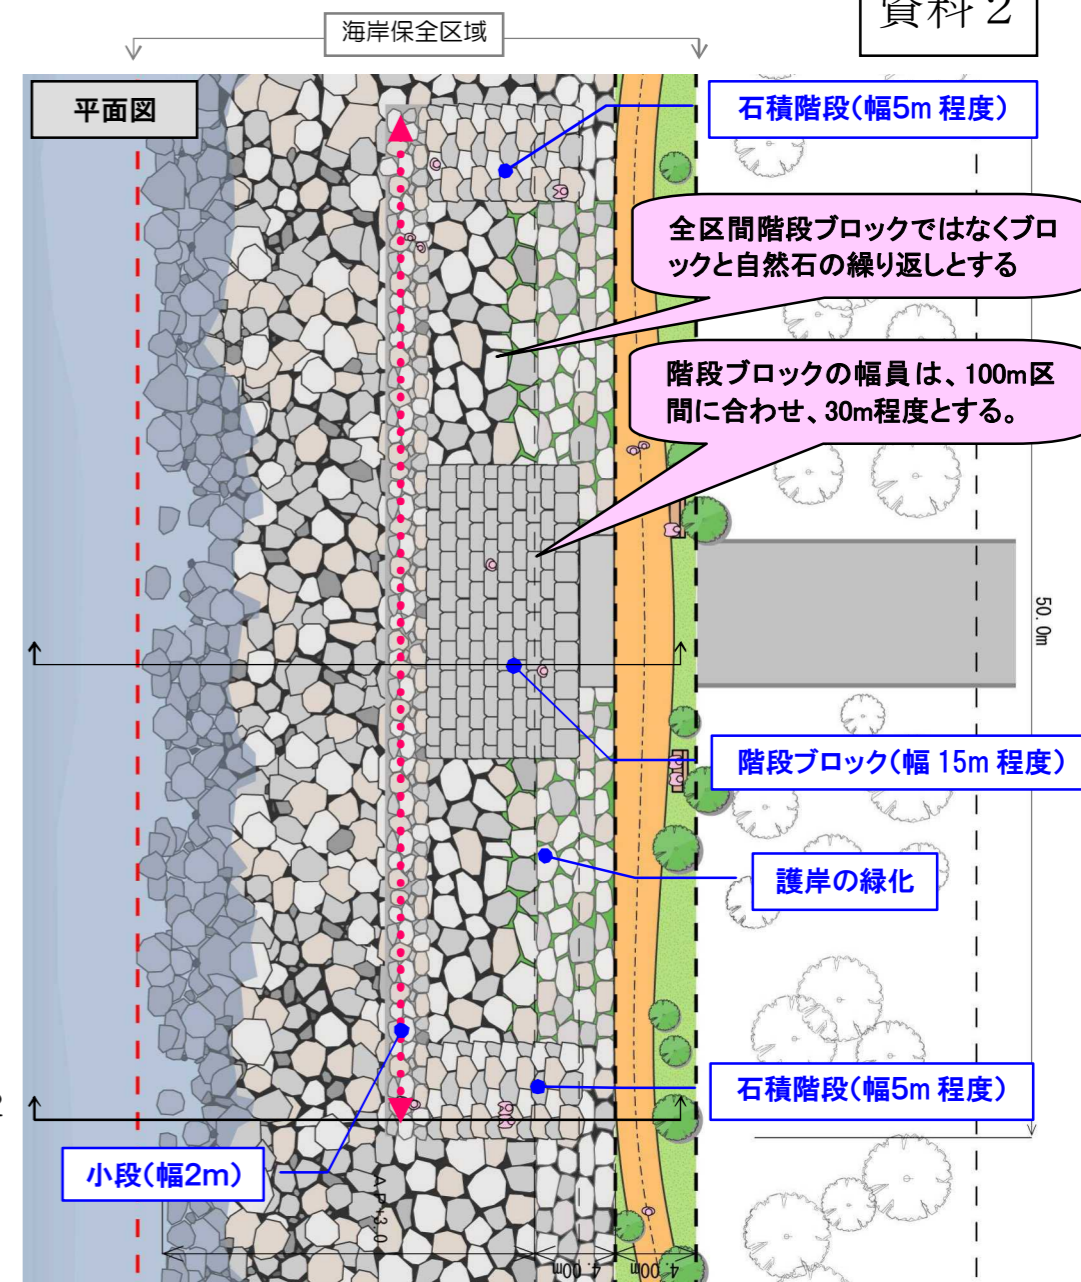 資料２
海岸保全区域
平面図
石積階段(幅5m 程度)
全区間階段ブロックではなくブロ
ックと自然石の繰り返しとする
階段ブロックの幅員は、100m区
間に合わせ、30m程度とする。
50.0m
階段ブロック(幅 15m 程度)
護岸の緑化
石積階段(幅5m 程度)
2
小段(幅2m)
4.00m
4.00m